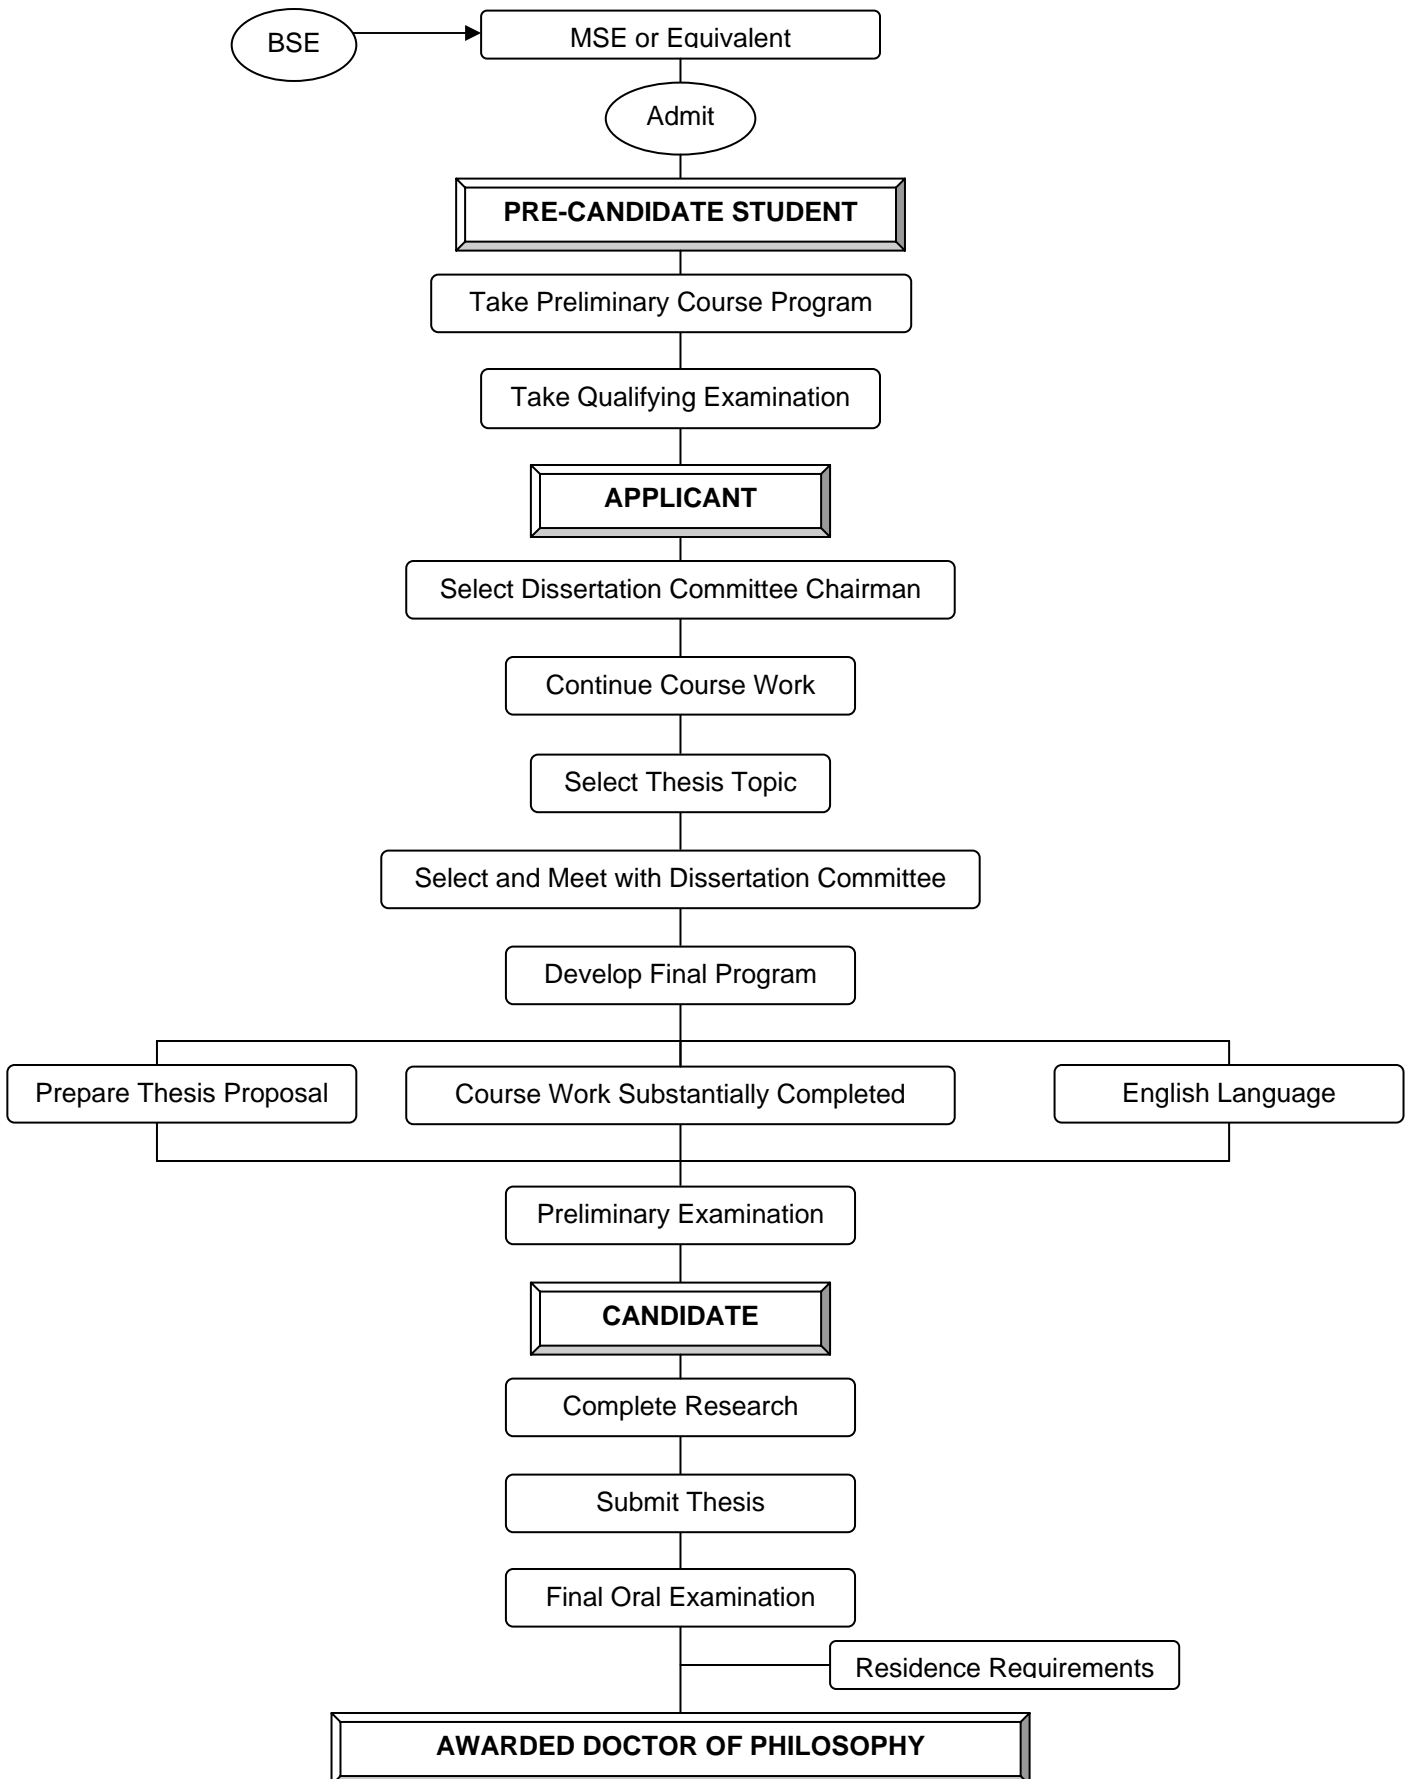 BSE
MSE or Equivalent
Admit
PRE-CANDIDATE STUDENT
Take Preliminary Course Program
Take Qualifying Examination
APPLICANT
Select Dissertation Committee Chairman
Continue Course Work
Select Thesis Topic
Select and Meet with Dissertation Committee
Develop Final Program
Prepare Thesis Proposal
Course Work Substantially Completed
English Language
Preliminary Examination
CANDIDATE
Complete Research
Submit Thesis
Final Oral Examination
Residence Requirements
AWARDED DOCTOR OF PHILOSOPHY